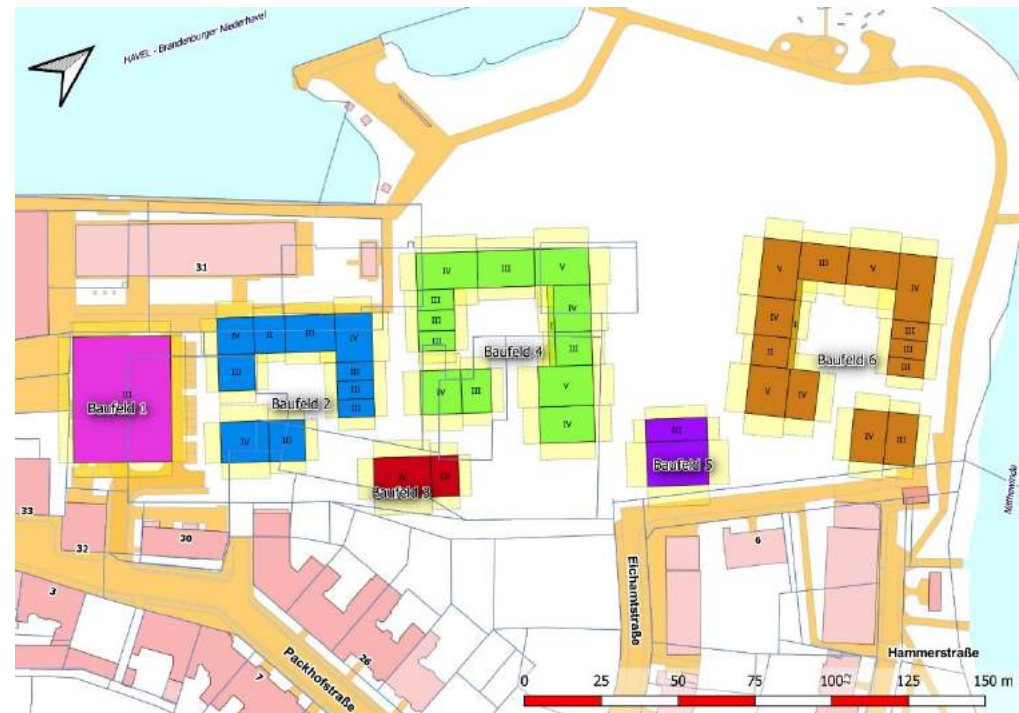 HAVEL - Brandenburger Niederhavel
31
IV
III
V
III
III
III
IV
III
IV
III
V
IV
Baufeld 4
V
III
V
IV
IV
II
III
III
III
V
IV
IV
III
Baufeld 6
IV
II
III
IV
III
III
III
III
IV
III
Baufeld 2
III
Baufeld 1
Baufeld 3
III
Baufeld 5
Näthewinde
33
32
30
3
7
26
6
Packhofstraße
Eichamtstraße
Hammerstraße
0 25 50 75 100 125 150 m